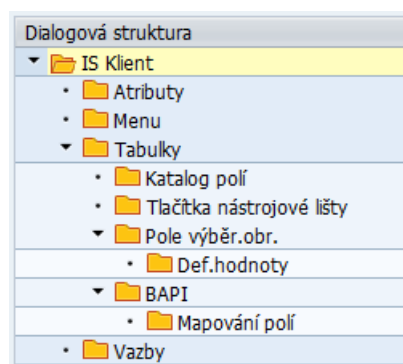 Dialogová struktura
IS Klient
Atributy
Menu
Tabulky
Katalog polí
Tlačítka nástrojové lišty
Pole výběr.obr.
Def.hodnoty
BAPI
Mapování polí
Vazby